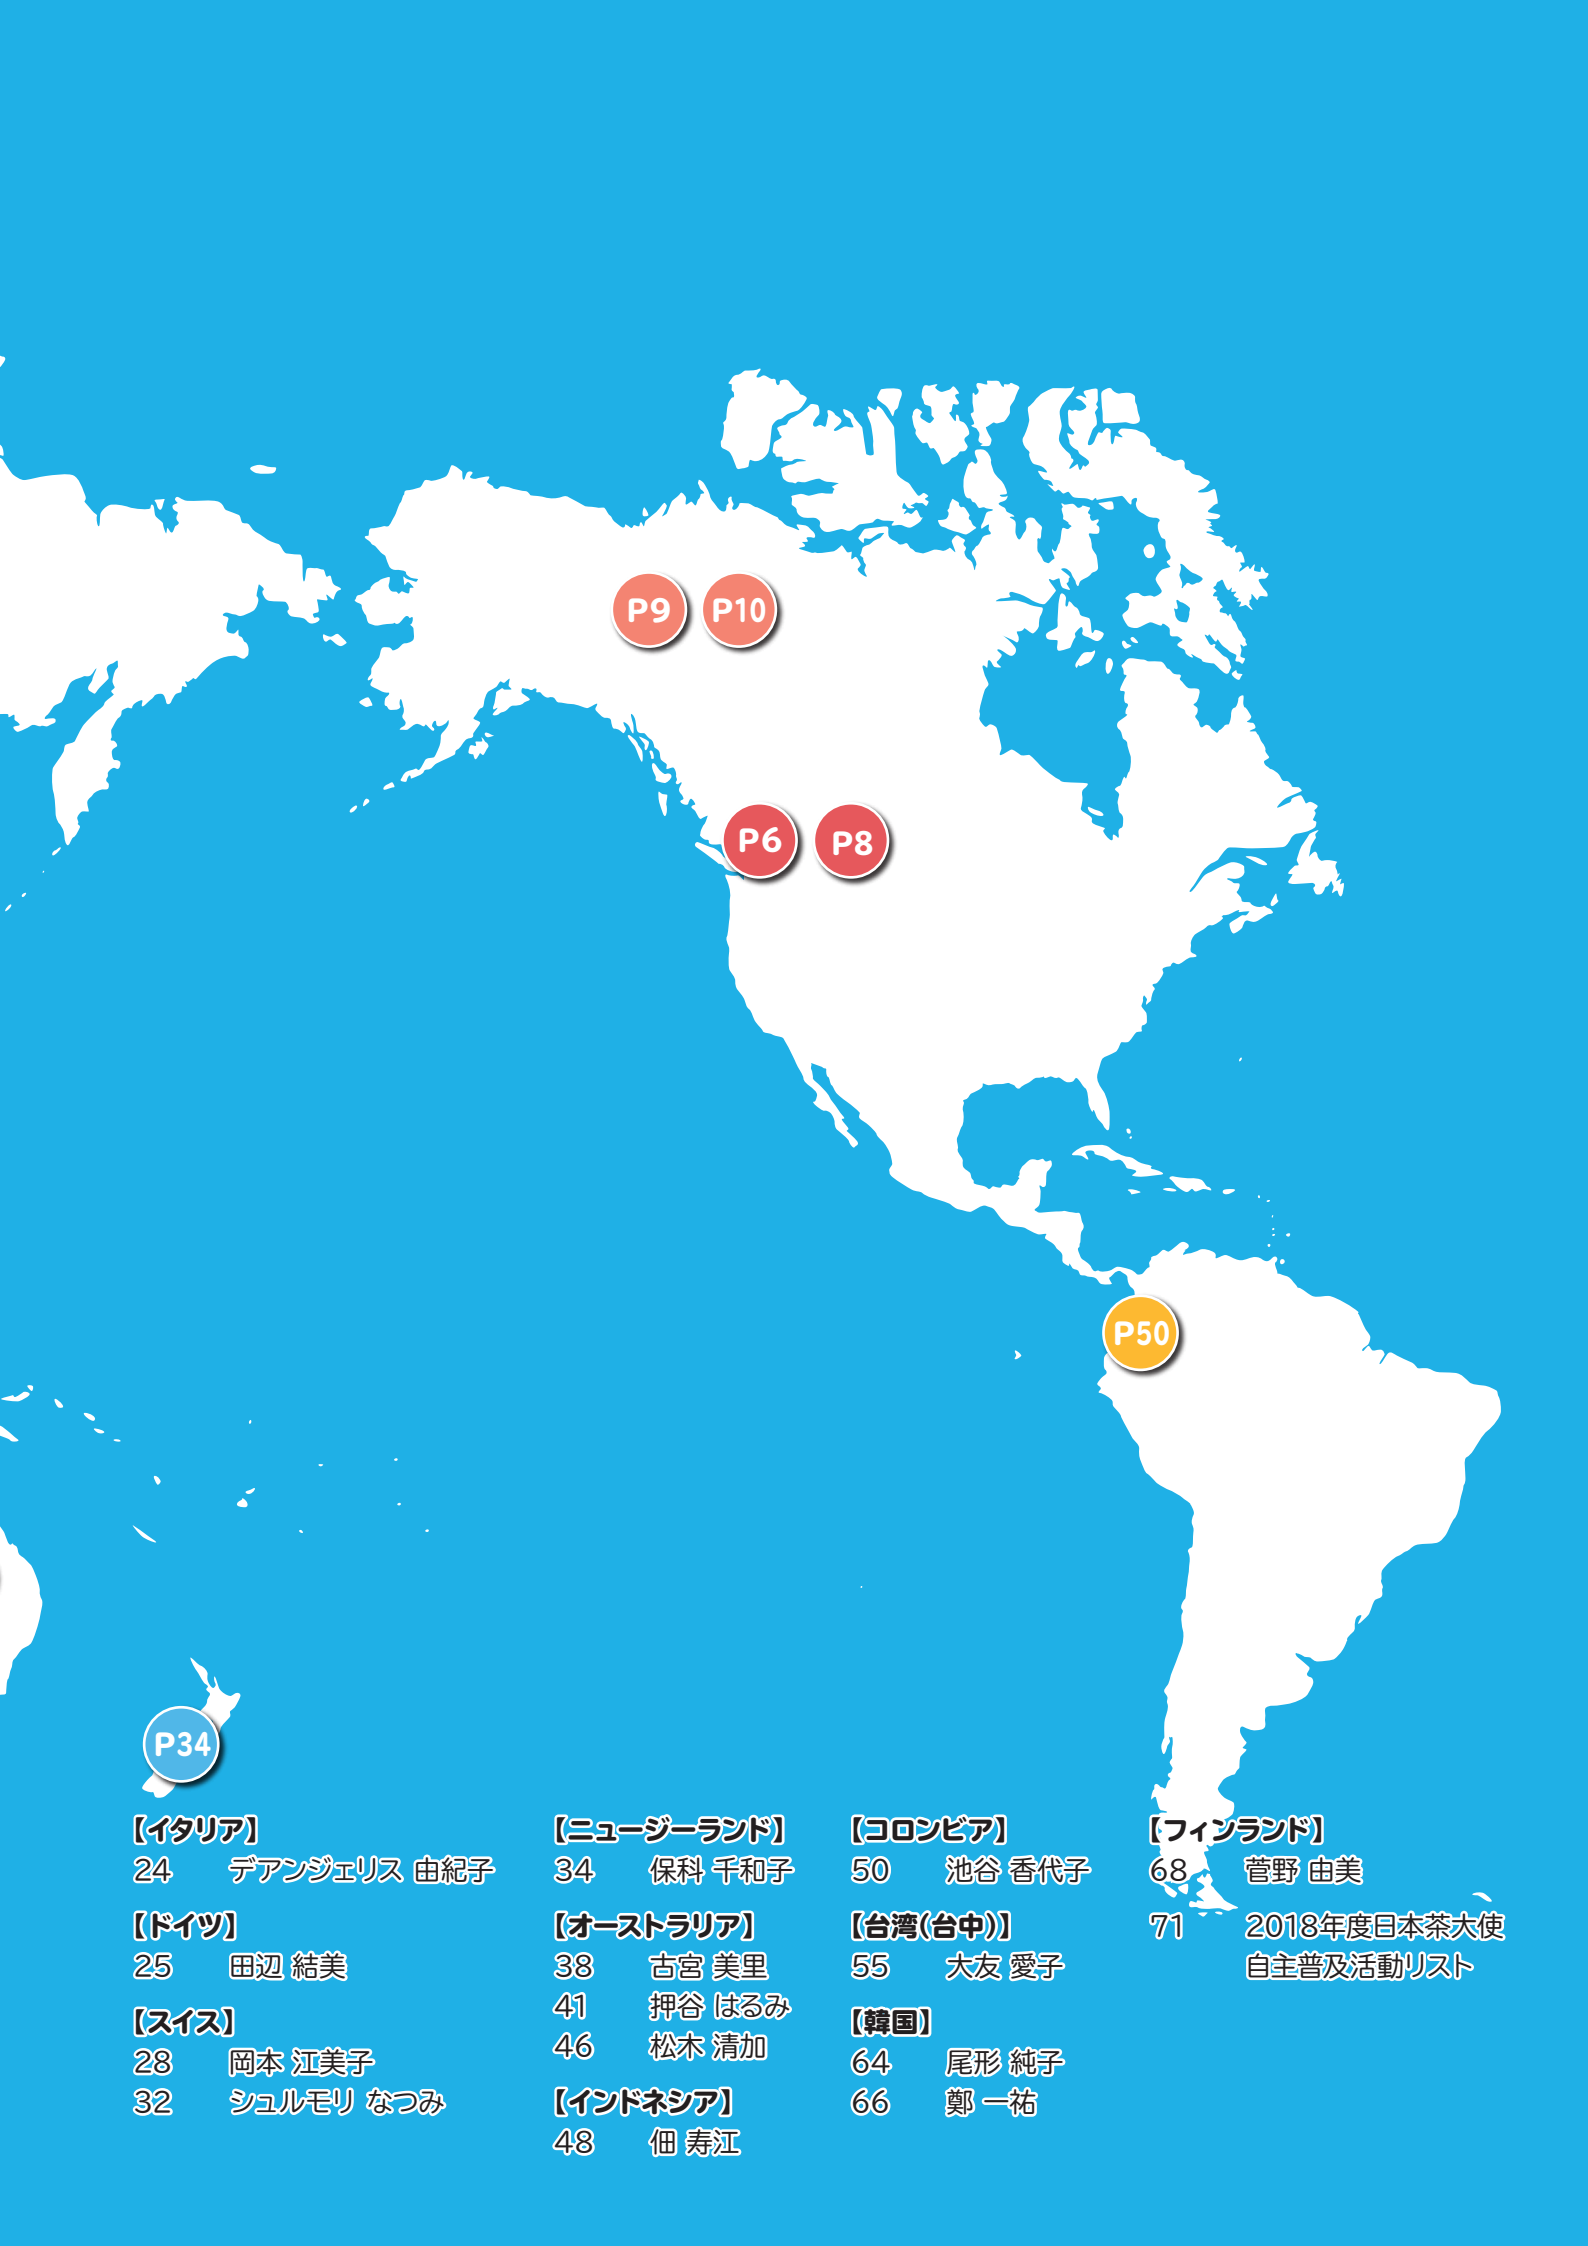 P9 P10
P6 P8
P50
P34
【イタリア】
24 デアンジェリス 由紀子
【ドイツ】
25 田辺 結美
【スイス】
28 岡本 江美子
32 シュルモリ なつみ
【ニュージーランド】
34 保科 千和子
【オーストラリア】
38 古宮 美里
41 押谷 はるみ
46 松木 清加
【インドネシア】
48 佃 寿江
【コロンビア】
50 池谷 香代子
【台湾(台中)】
55 大友 愛子
【韓国】
64 尾形 純子
66 鄭 一祐
【フィンランド】
68 菅野 由美
71 2018年度日本茶大使
自主普及活動リスト